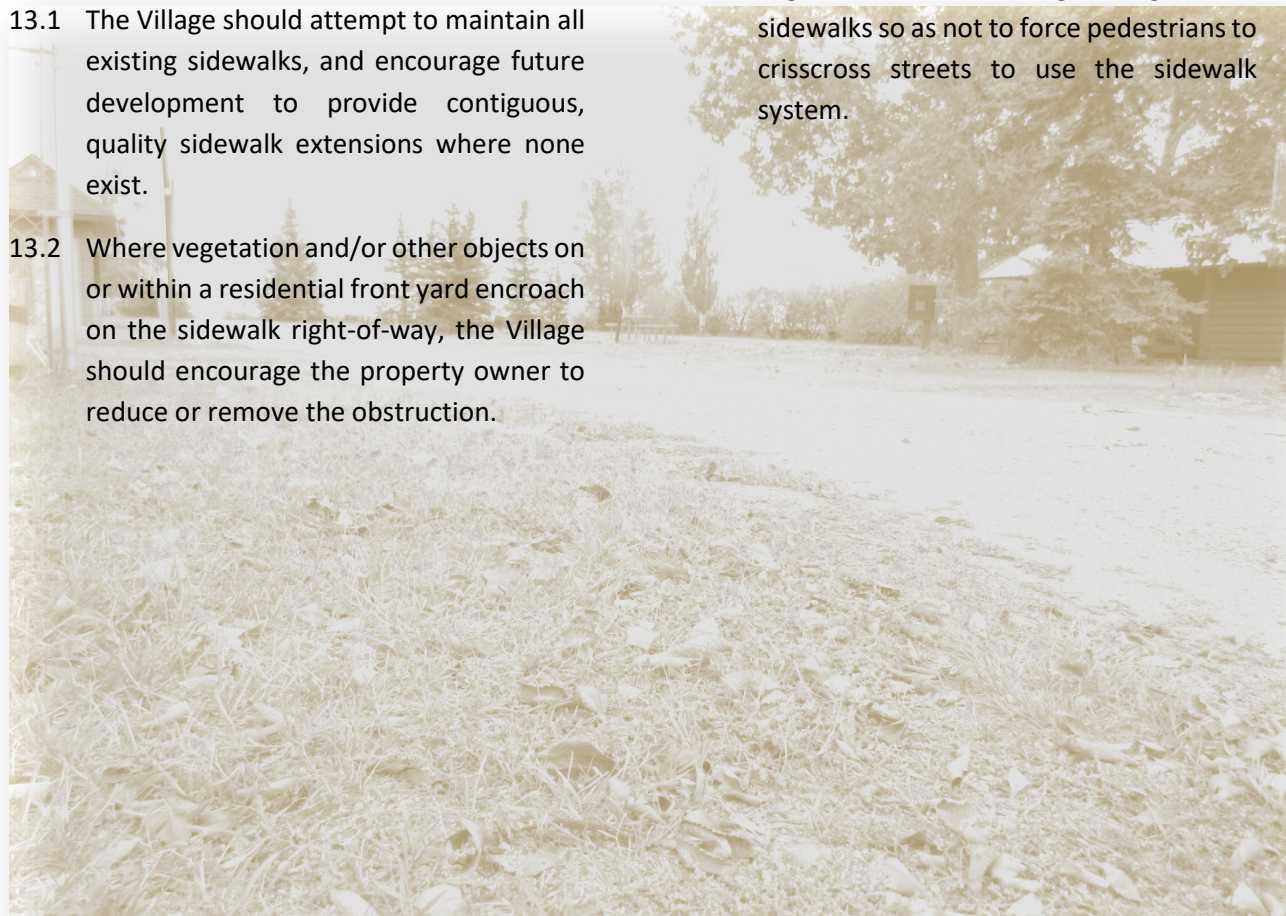 13.1 The Village should attempt to maintain all
existing sidewalks, and encourage future
development to provide contiguous,
quality sidewalk extensions where none
exist.
13.2 Where vegetation and/or other objects on
or within a residential front yard encroach
on the sidewalk right-of-way, the Village
should encourage the property owner to
reduce or remove the obstruction.
sidewalks so as not to force pedestrians to
crisscross streets to use the sidewalk
system.